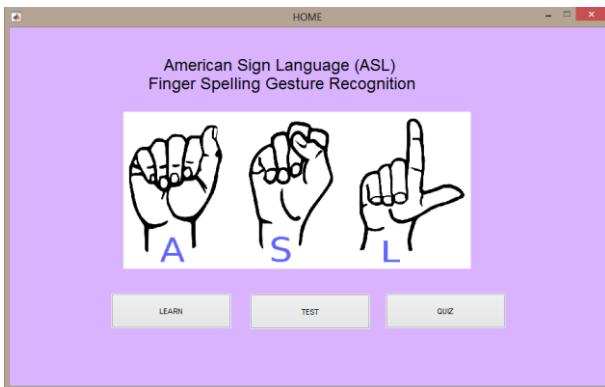 HOME
American Sign Language (ASL)
Finger Spelling Gesture Recognition
A S L
LEARN TEST QUIZ